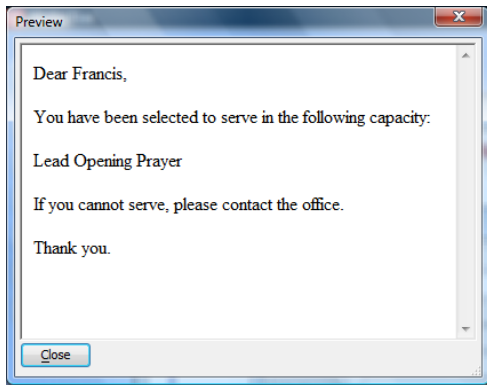 Preview
Dear Francis,
You have been selected to serve in the following capacity:
Lead Opening Prayer
If you cannot serve, please contact the office.
Thank you.
Close